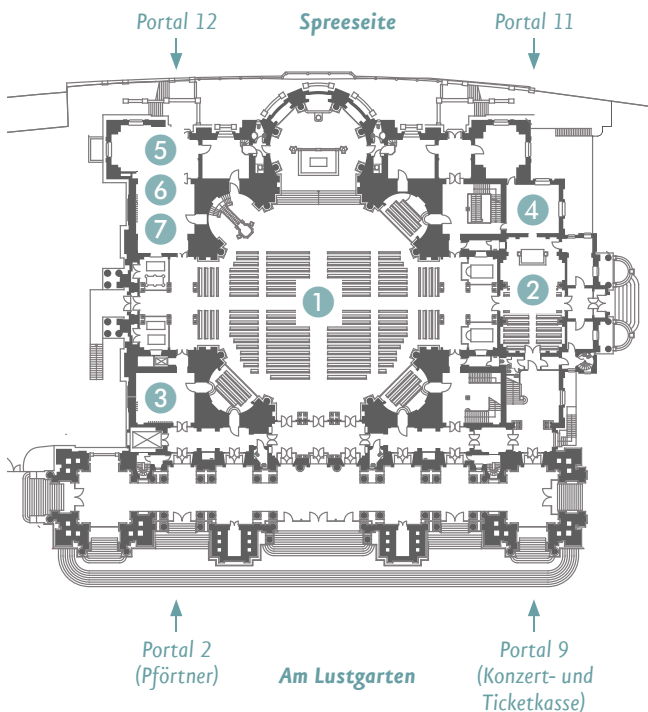 Portal 12
Spreeseite
Portal 11
5
6
7
4
2
1
3
Portal 2
(Pförtner)
Am Lustgarten
Portal 9
(Konzert- und
Ticketkasse)